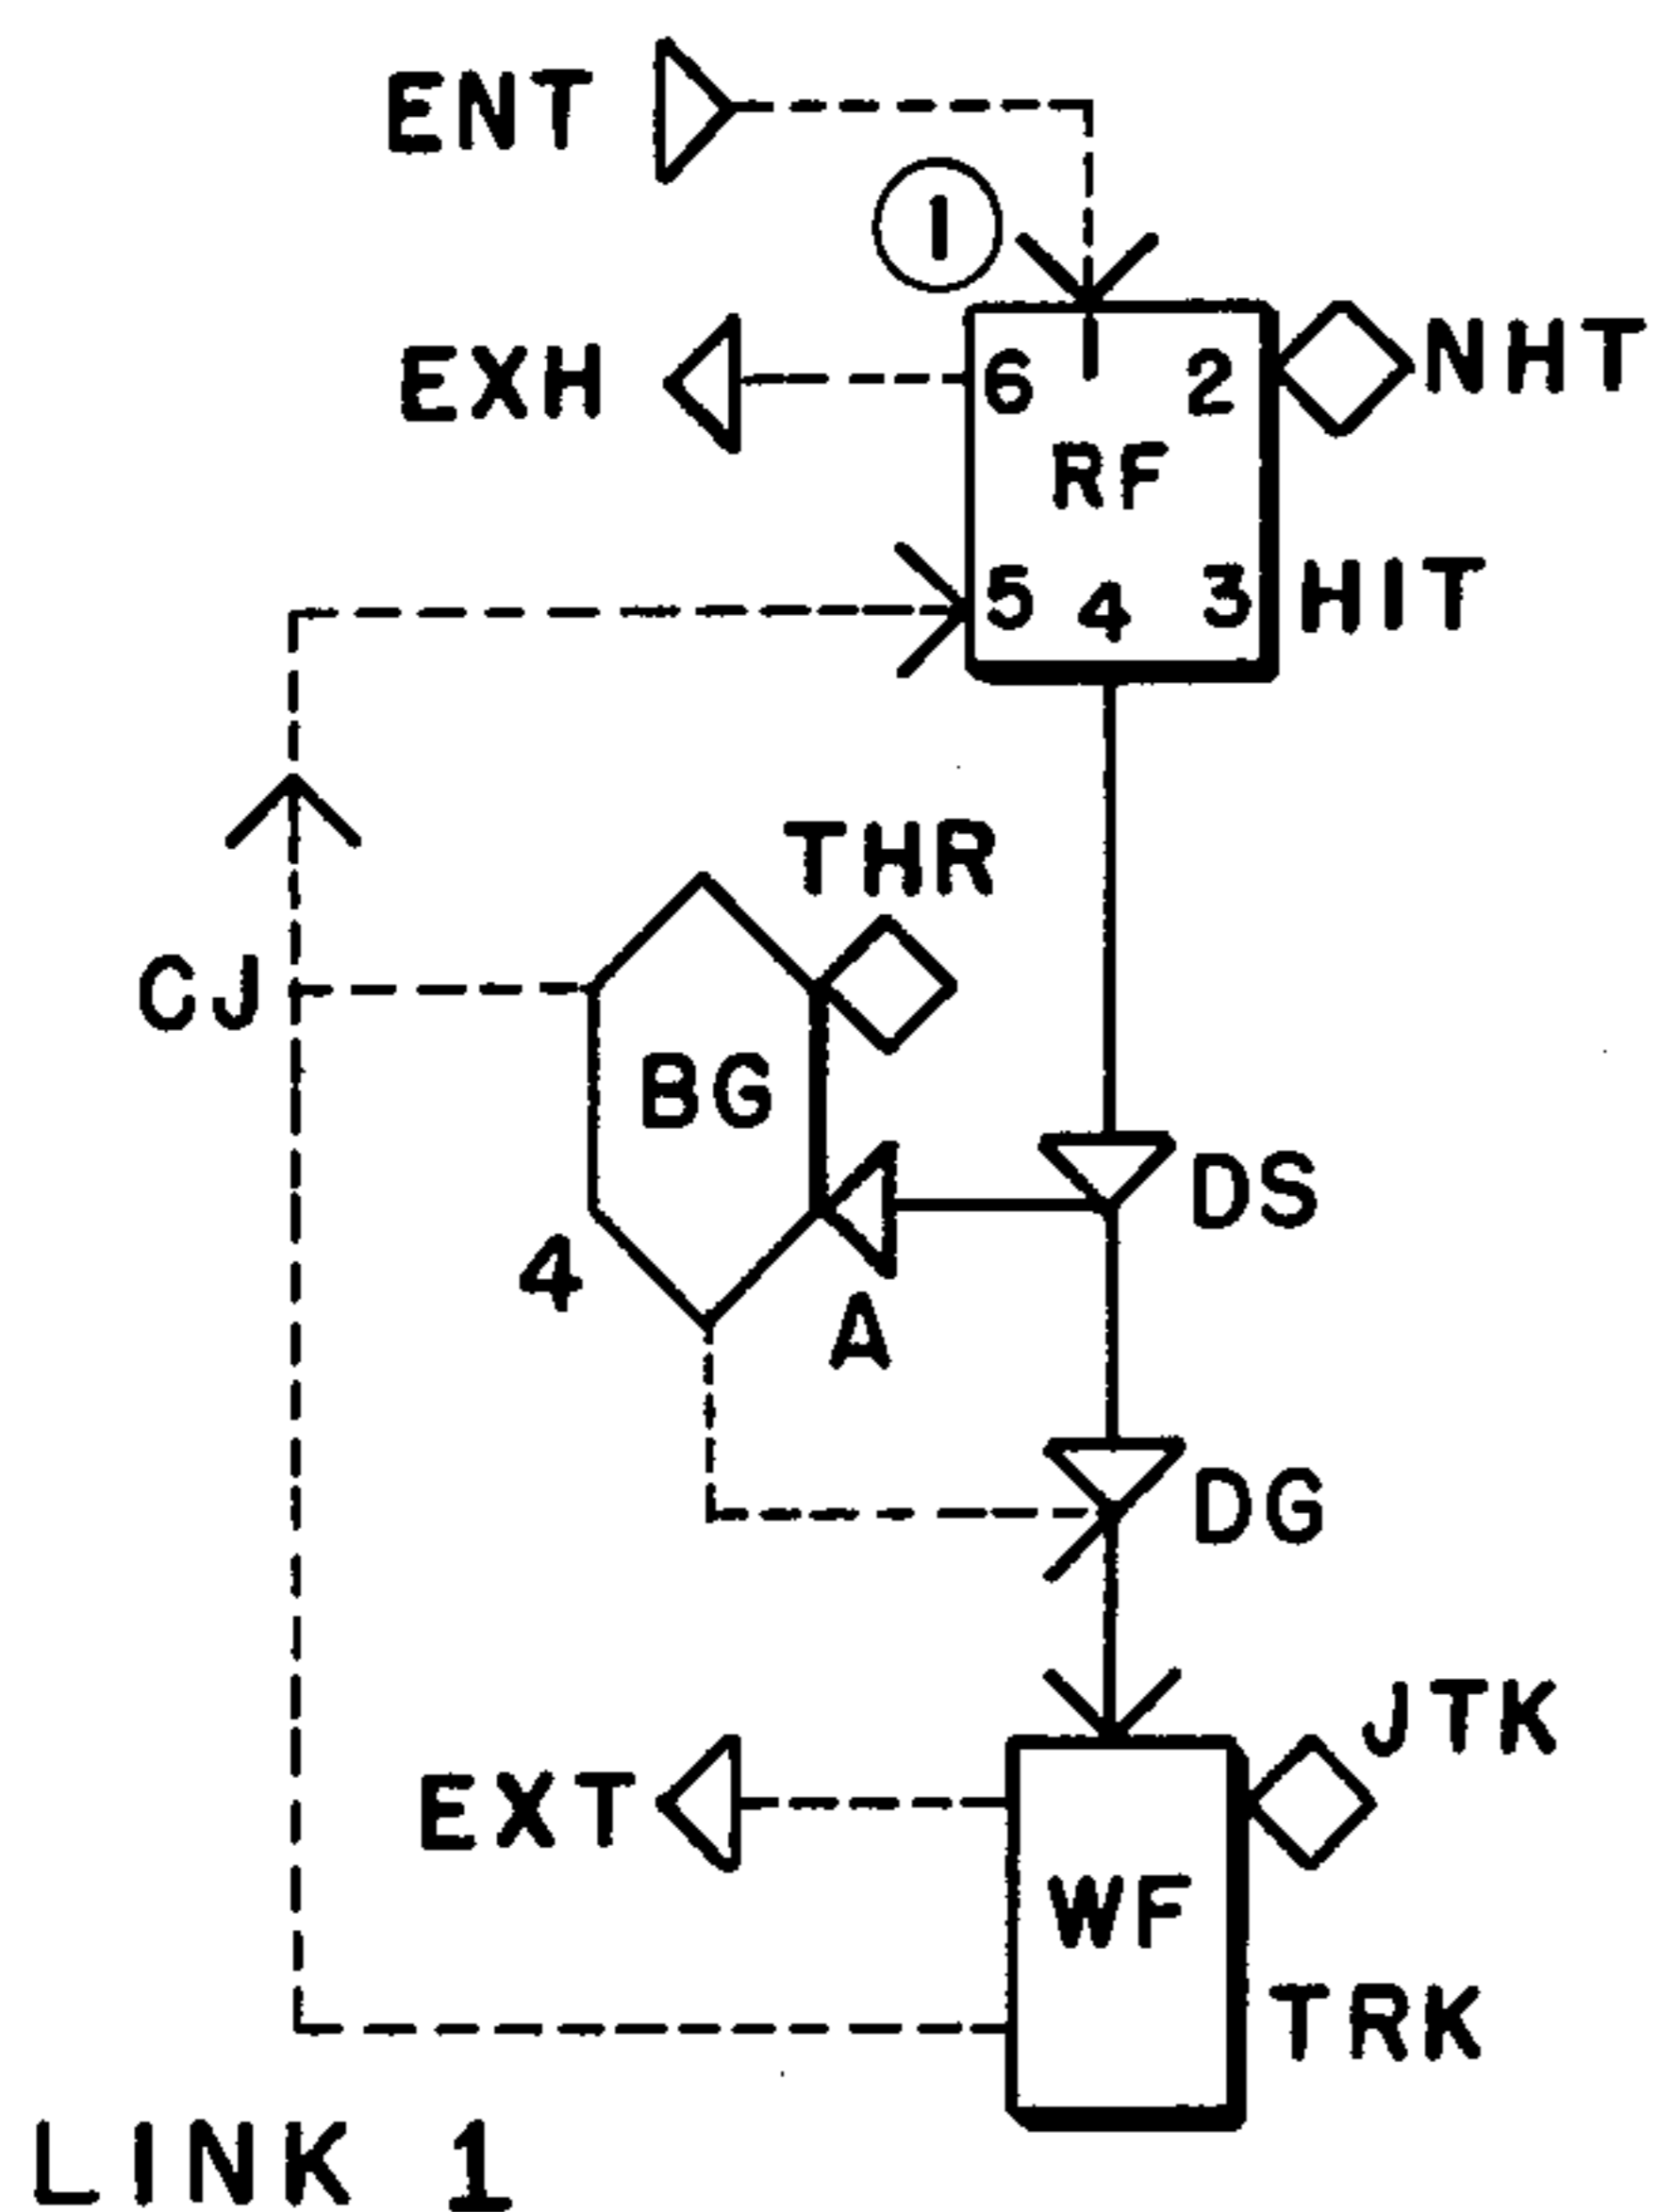 ENT
1
EXH
6 1 2 NHT
RF
5 4 3 HIT
THR
CJ
BG
DS
4
A
DG
JTK
EXT
WF
TRK
LINK 1